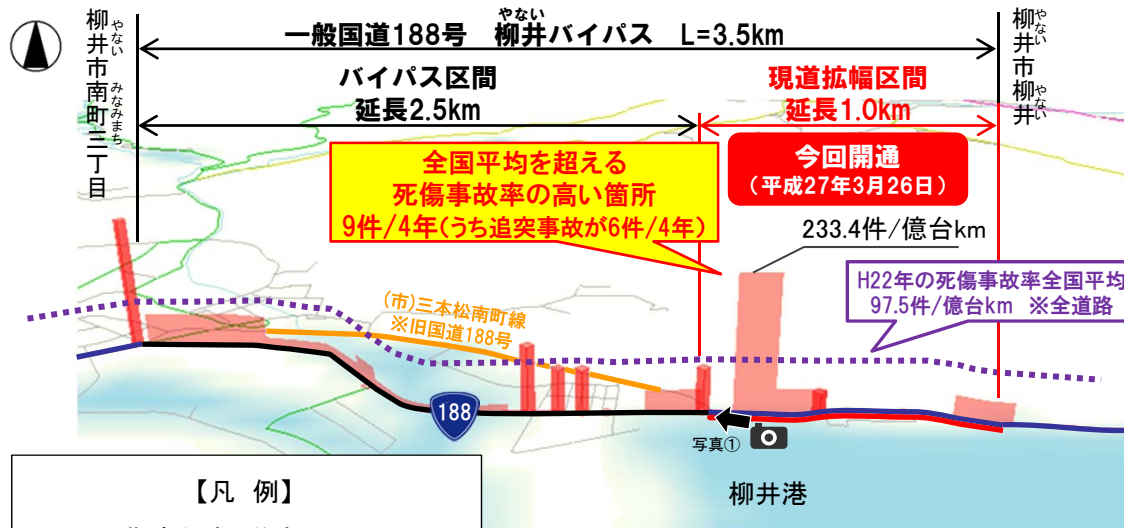 一般国道188号 柳井バイパス L=3.5km
やない
柳井市南町三丁目
やない みなみまち
柳井市柳井
やない やない
バイパス区間
延長2.5km
現道拡幅区間
延長1.0km
今回開通
(平成27年3月26日)
全国平均を超える
死傷事故率の高い箇所
9件/4年(うち追突事故が6件/4年)
233.4件/億台km
H22年の死傷事故率全国平均
97.5件/億台km ※全道路
(市)三本松南町線
※旧国道188号
188
写真①
柳井港
【凡 例】